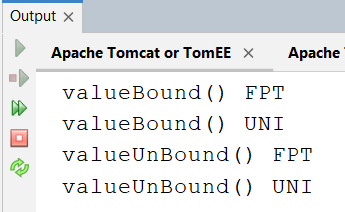 Output ×
Apache Tomcat or TomEE × Apache
valueBound() FPT
valueBound() UNI
valueUnBound() FPT
valueUnBound() UNI